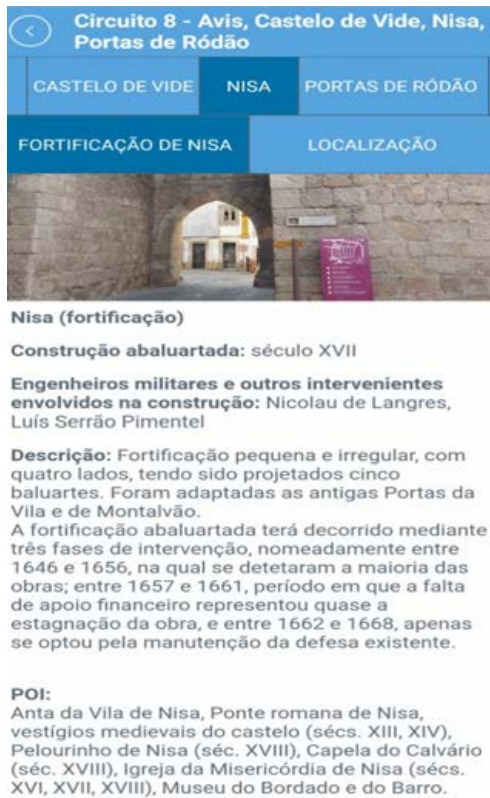 Circuito 8 - Avis, Castelo de Vide, Nisa,
Portas de Ródão
CASTELO DE VIDE
NISA
PORTAS DE RÓDÃO
FORTIFICAÇÃO DE NISA
LOCALIZAÇÃO
Nisa (fortificação)
Construção abaluartada: século XVII
Engenheiros militares e outros intervenientes
envolvidos na construção: Nicolau de Langres,
Luís Serrão Pimentel
Descrição: Fortificação pequena e irregular, com
quatro lados, tendo sido projetados cinco
baluartes. Foram adaptadas as antigas Portas da
Vila e de Montalvão.
A fortificação abaluartada terá decorrido mediante
três fases de intervenção, nomeadamente entre
1646 e 1656, na qual se detetaram a maioria das
obras; entre 1657 e 1661, período em que a falta
de apoio financeiro representou quase a
estagnação da obra, e entre 1662 e 1668, apenas
se optou pela manutenção da defesa existente.
POI:
Anta da Vila de Nisa, Ponte romana de Nisa,
vestígios medievais do castelo (sécs. XIII, XIV),
Pelourinho de Nisa (séc. XVIII), Capela do Calvário
(séc. XVIII), Igreja da Misericórdia de Nisa (sécs.
XVI, XVII, XVIII), Museu do Bordado e do Barro.